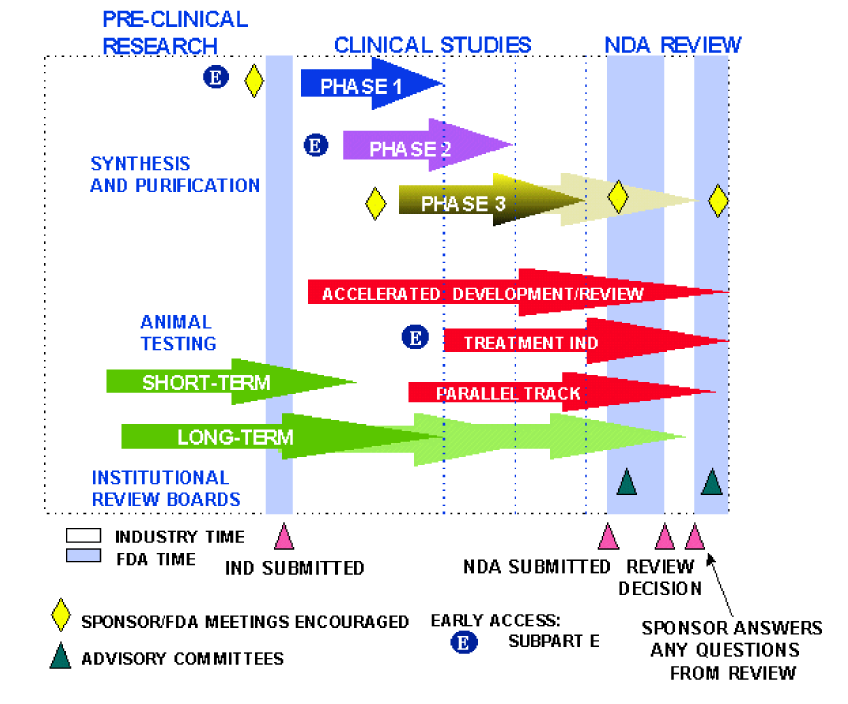 PRE-CLINICAL
RESEARCH
CLINICAL STUDIES
NDA REVIEW
E
PHASE 1
E
PHASE 2
SYNTHESIS
AND PURIFICATION
PHASE 3
ACCELERATED DEVELOPMENT/REVIEW
ANIMAL
TESTING
E
TREATMENT IND
SHORT-TERM
PARALLEL TRACK
LONG-TERM
INSTITUTIONAL
REVIEW BOARDS
INDUSTRY TIME
FDA TIME
IND SUBMITTED
NDA SUBMITTED
REVIEW
DECISION
SPONSOR/FDA MEETINGS ENCOURAGED
ADVISORY COMMITTEES
EARLY ACCESS:
E SUBPART E
SPONSOR ANSWERS
ANY QUESTIONS
FROM REVIEW